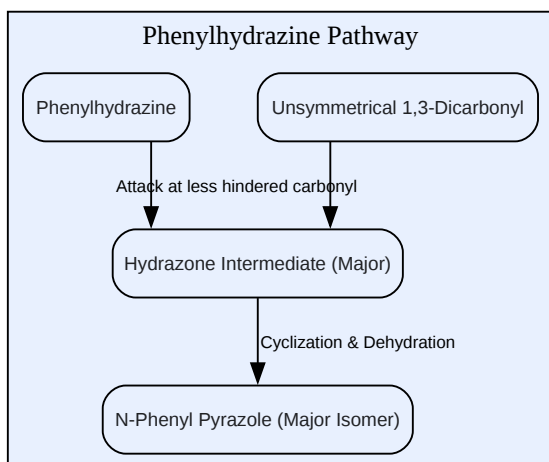 Phenylhydrazine Pathway
Phenylhydrazine
Unsymmetrical 1,3-Dicarbonyl
Attack at less hindered carbonyl
Hydrazone Intermediate (Major)
Cyclization & Dehydration
N-Phenyl Pyrazole (Major Isomer)